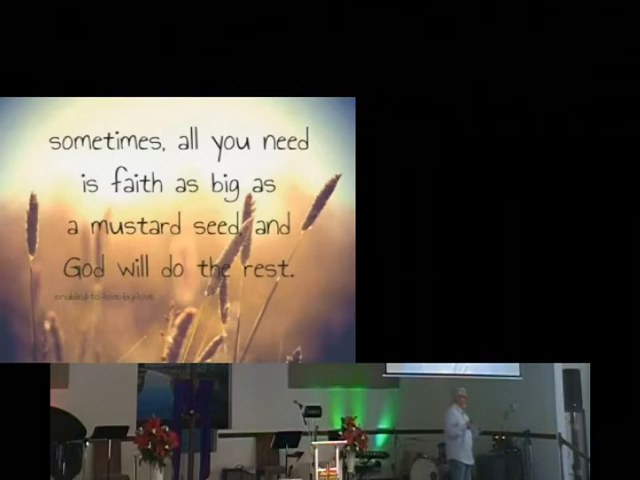 sometimes, all you need
is faith as big as
a mustard seed, and
God will do the rest.